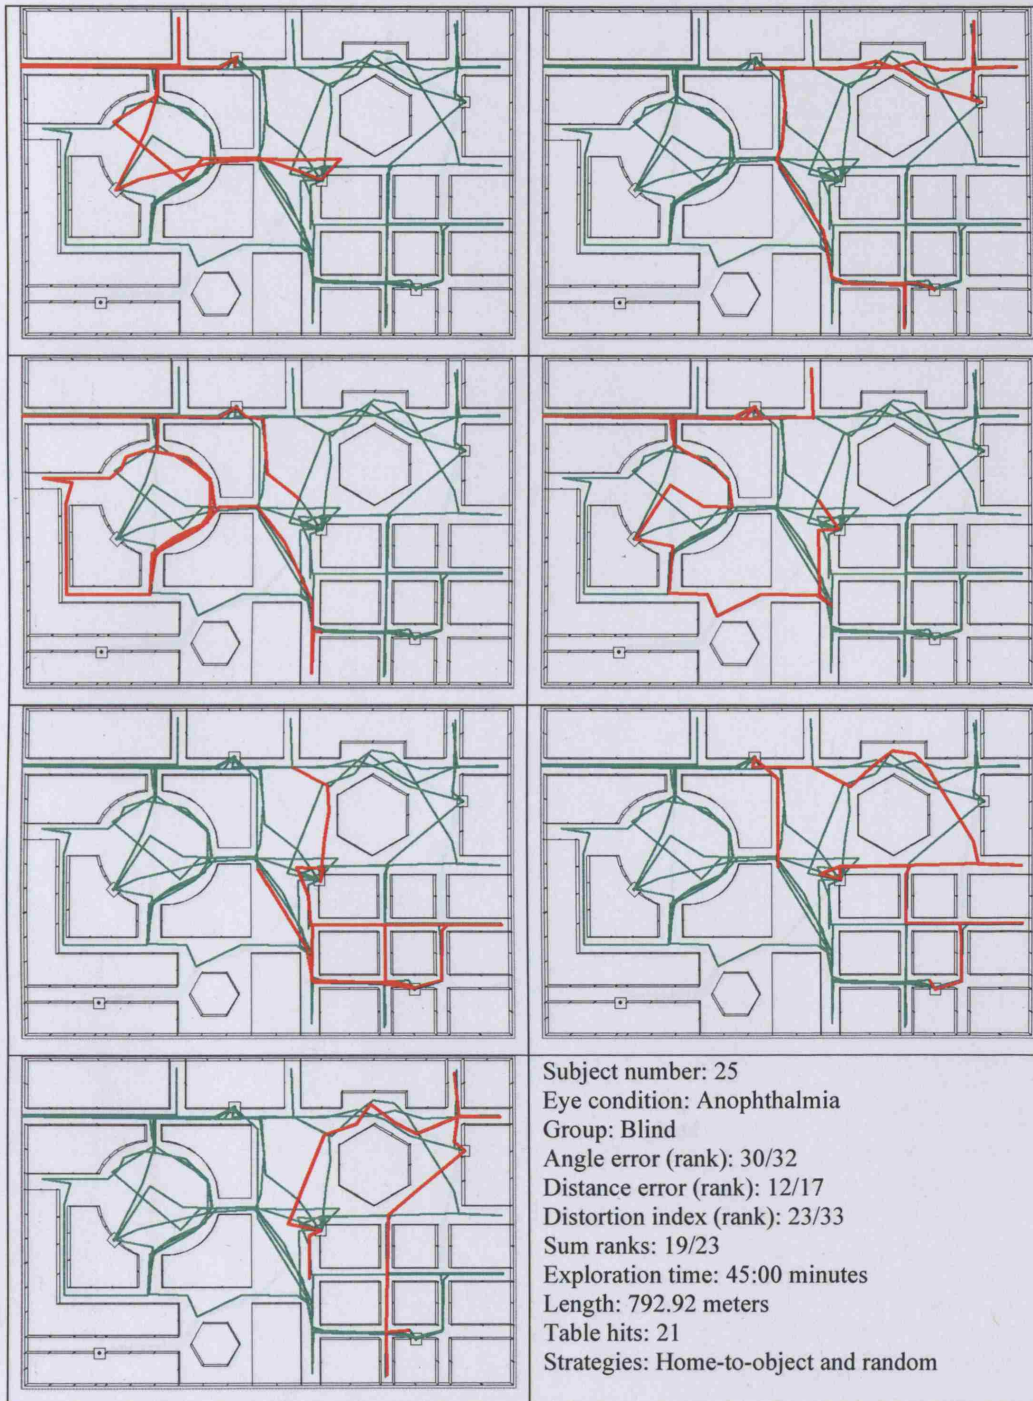 Subject number: 25
Eye condition: Anophthalmia
Group: Blind
Angle error (rank): 30/32
Distance error (rank): 12/17
Distortion index (rank): 23/33
Sum ranks: 19/23
Exploration time: 45:00 minutes
Length: 792.92 meters
Table hits: 21
Strategies: Home-to-object and random